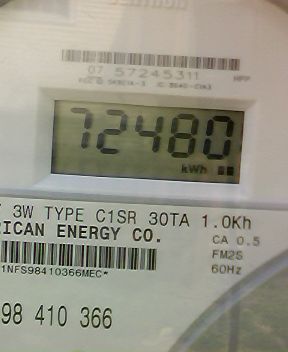 07 57245311
72480
kWh
3W TYPE C1SR 30TA 1.0Kh
RICAN ENERGY CO.
CA 0.5
FM2S
1NFS98410366MEC*
60Hz
98 410 366